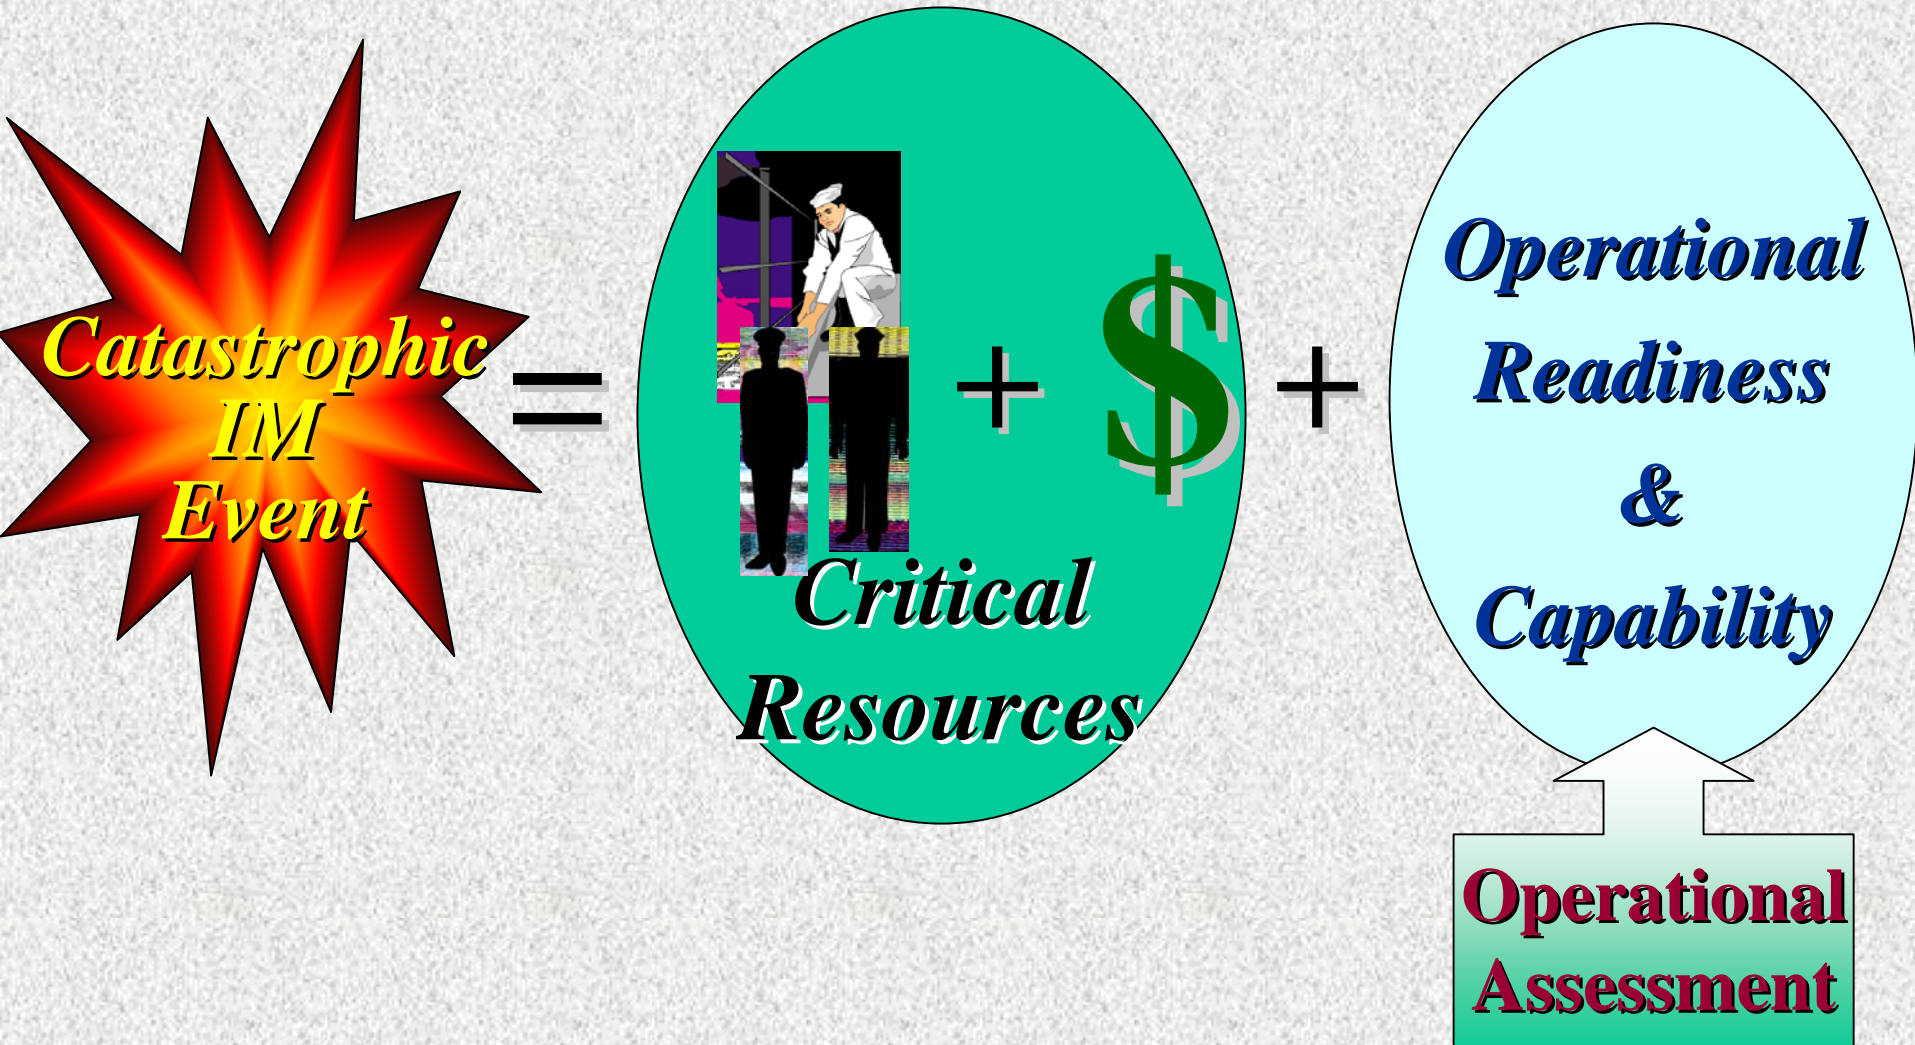 Catastrophic
IM
Event
=
+
$
Critical
Resources
+
Operational
Readiness
&
Capability
Operational
Assessment